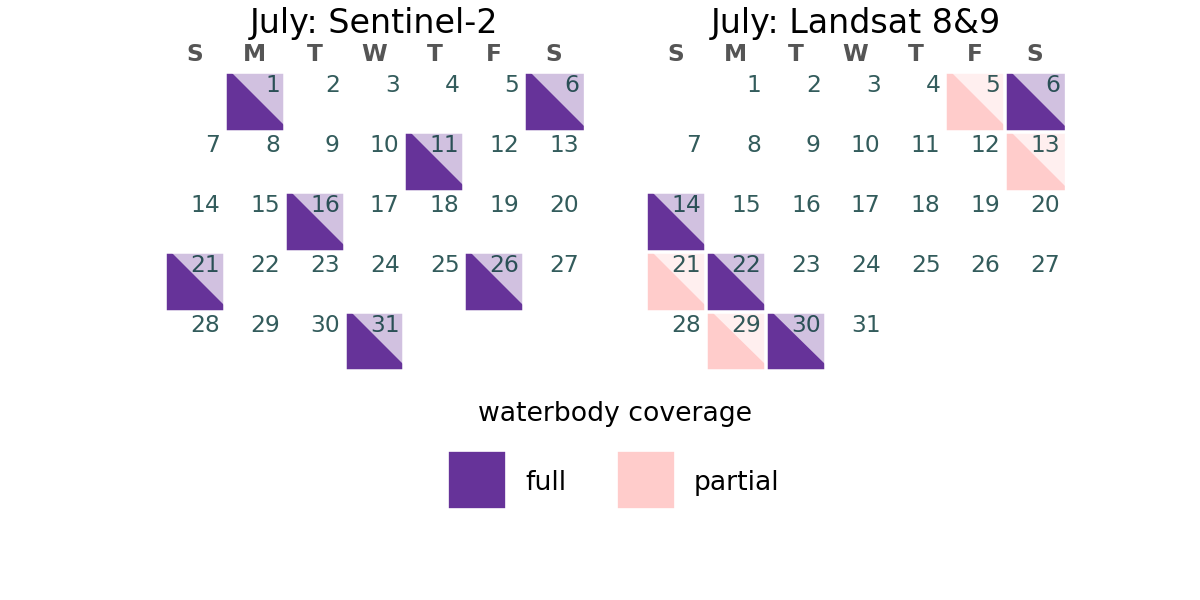 July: Sentinel-2
S M T W T F S
1 2 3 4 5 6
7 8 9 10 11 12 13
14 15 16 17 18 19 20
21 22 23 24 25 26 27
28 29 30 31
July: Landsat 8&9
S M T W T F S
1 2 3 4 5 6
7 8 9 10 11 12 13
14 15 16 17 18 19 20
21 22 23 24 25 26 27
28 29 30 31
waterbody coverage
full
partial